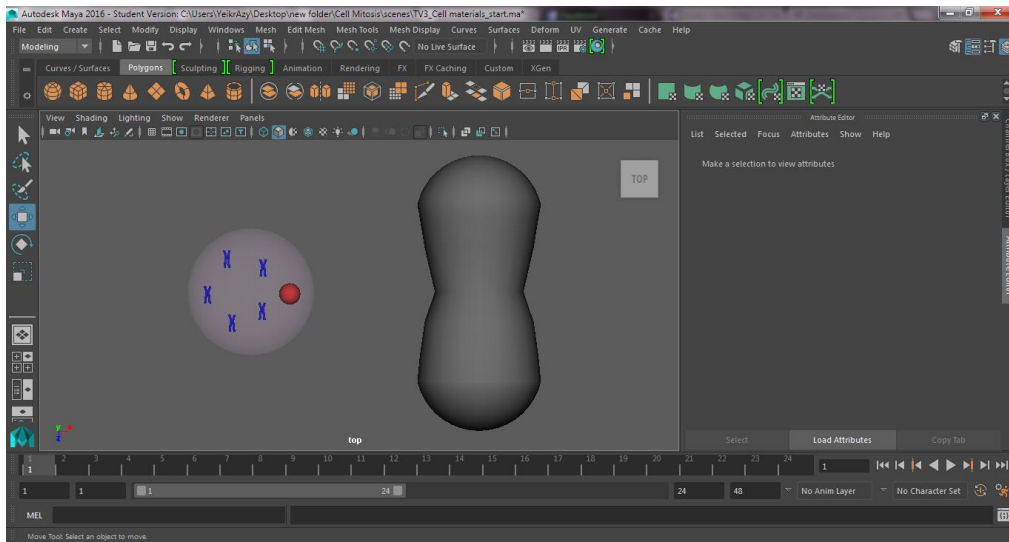 Autodesk Maya 2016 - Student Version: C:\Users\YeikrAzy\Desktop\new folder\Cell Mitosis\scenes\TV3_Cell materials_start.ma*
File Edit Create Select Modify Display Windows Mesh Edit Mesh Mesh Tools Mesh Display Curves Surfaces Deform UV Generate Cache Help
Modeling No Live Surface
Curves / Surfaces Polygons Sculpting Rigging Animation Rendering FX FX Caching Custom XGen
View Shading Lighting Show Renderer Panels
Attribute Editor
List Selected Focus Attributes Show Help
Make a selection to view attributes
TOP
Attribute Editor
top
Select Load Attributes Copy Tab
1 2 3 4 5 6 7 8 9 10 11 12 13 14 15 16 17 18 19 20 21 22 23 24
1 1
1 1 1 24 24 48 No Anim Layer No Character Set
MEL
Move Tool: Select an object to move.